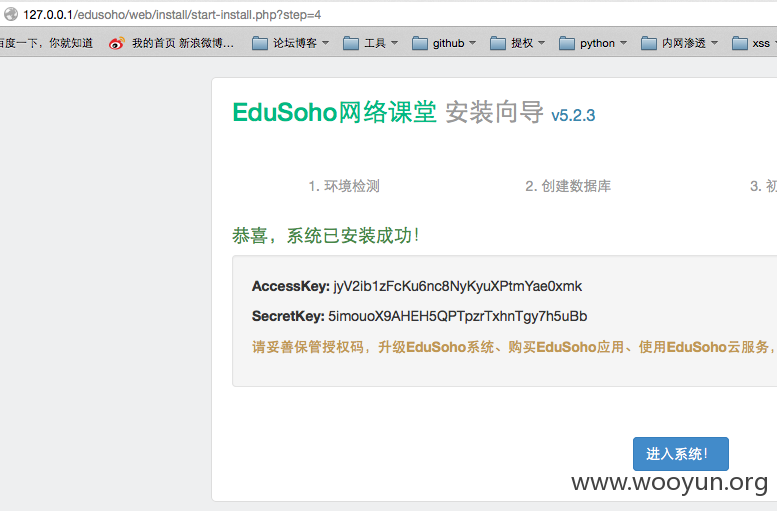 127.0.0.1/edusoho/web/install/start-install.php?step=4
百度一下，你就知道 我的首页 新浪微博... 论坛博客 工具 github 提权 python 内网渗透 xss
EduSoho网络课堂 安装向导 v5.2.3
1. 环境检测 2. 创建数据库 3. 初
恭喜，系统已安装成功！
AccessKey: jyV2ib1zFcKu6nc8NyKyuXPtmYae0xmk
SecretKey: 5imouoX9AHEH5QPTpzrTxhnTgy7h5uBb
请妥善保管授权码，升级EduSoho系统、购买EduSoho应用、使用EduSoho云服务，
进入系统！
www.wooyun.org